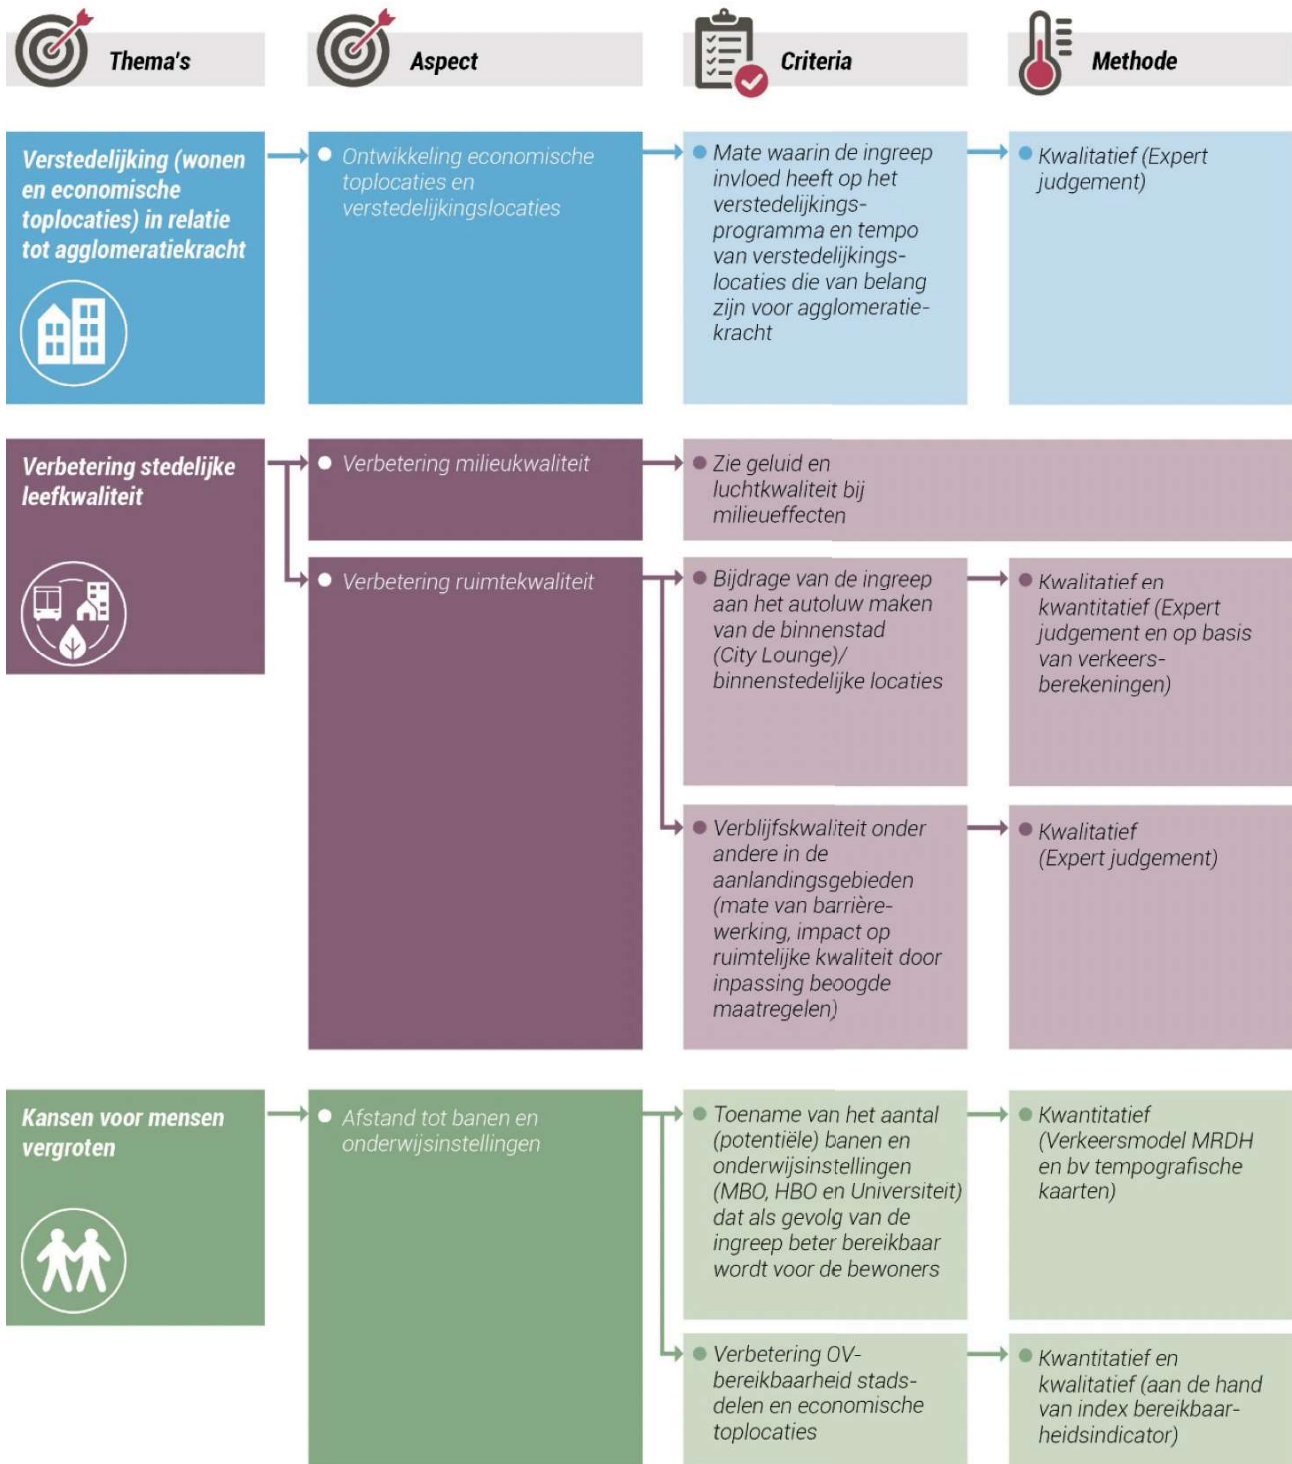 Thema's
Aspect
Criteria
Methode
Verstedelijking (wonen
en economische
toplocaties) in relatie
tot agglomeratiekracht
Ontwikkeling economische
toplocaties en
verstedelijkingslocaties
Mate waarin de ingreep
invloed heeft op het
verstedelijkings-
programma en tempo
van verstedelijkings-
locaties die van belang
zijn voor agglomeratie-
kracht
Kwalitatief (Expert
judgement)
Verbetering stedelijke
leefkwaliteit
Verbetering milieukwaliteit
Zie geluid en
luchtkwaliteit bij
milieueffecten
Verbetering ruimtekwaliteit
Bijdrage van de ingreep
aan het autoluw maken
van de binnenstad
(City Lounge)/
binnenstedelijke locaties
Kwalitatief en
kwantitatief (Expert
judgement en op basis
van verkeers-
berekeningen)
Verblijfskwaliteit onder
andere in de
aanlandingsgebieden
(mate van barrière-
werking, impact op
ruimtelijke kwaliteit door
inpassing beoogde
maatregelen)
Kwalitatief
(Expert judgement)
Kansen voor mensen
vergroten
Afstand tot banen en
onderwijsinstellingen
Toename van het aantal
(potentiële) banen en
onderwijsinstellingen
(MBO, HBO en Universiteit)
dat als gevolg van de
ingreep beter bereikbaar
wordt voor de bewoners
Kwantitatief
(Verkeersmodel MRDH
en bv tempografische
kaarten)
Verbetering OV-
bereikbaarheid stads-
delen en economische
toplocaties
Kwantitatief en
kwalitatief (aan de hand
van index bereikbaar-
heidsindicator)